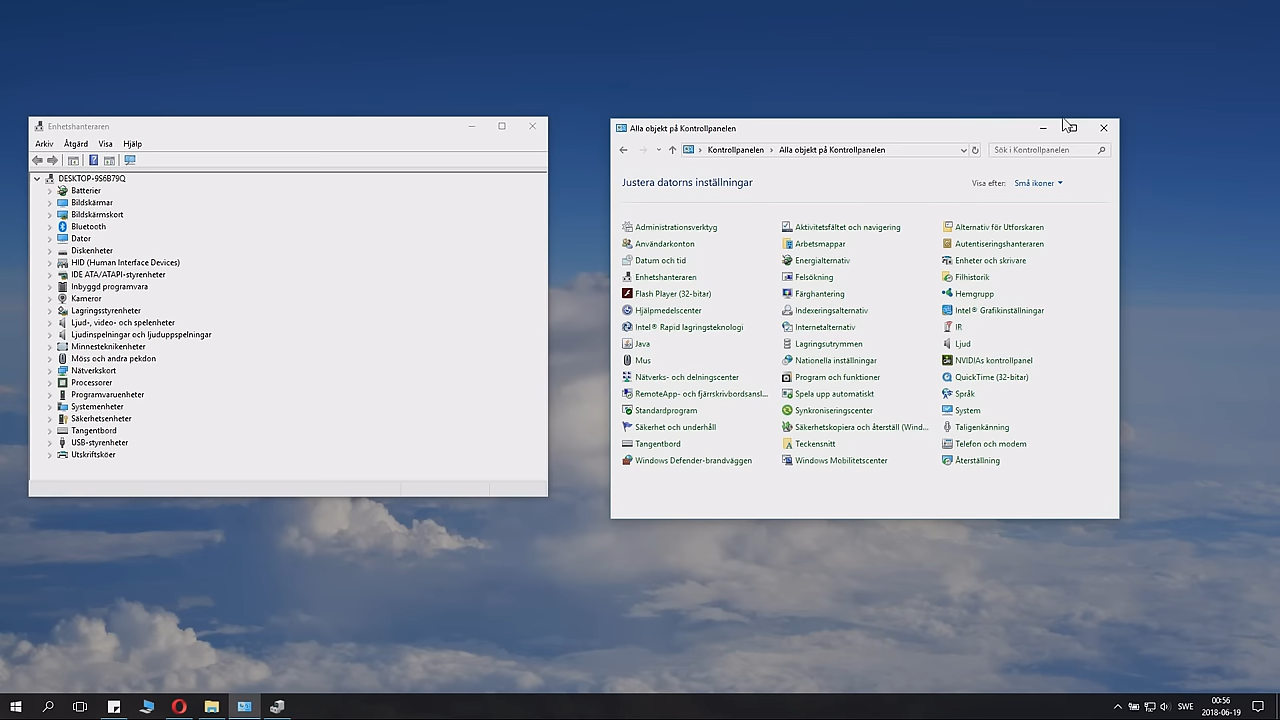 Enhetshanteraren
Arkiv Åtgärd Visa Hjälp
DESKTOP-9S6B79Q
Batterier
Bildskärmar
Bildskärmskort
Bluetooth
Dator
Diskenheter
HID (Human Interface Devices)
IDE ATA/ATAPI-styrenheter
Inbyggd programvara
Kameror
Lagringsstyrenheter
Ljud-, video- och spelenheter
Ljudinspelningar och ljuduppspelningar
Minnesteknikenheter
Möss och andra pekdon
Nätverkskort
Processorer
Programvaruenheter
Systemenheter
Säkerhetsenheter
Tangentbord
USB-styrenheter
Utskriftsköer
Alla objekt på Kontrollpanelen
Kontrollpanelen > Alla objekt på Kontrollpanelen
Sök i Kontrollpanelen
Justera datorns inställningar
Visa efter: Små ikoner
Administrationsverktyg
Aktivitetsfältet och navigering
Alternativ för Utforskaren
Användarkonton
Arbetsmappar
Autentiseringshanteraren
Datum och tid
Energialternativ
Enheter och skrivare
Enhetshanteraren
Felsökning
Filhistorik
Flash Player (32-bitar)
Färghantering
Hemgrupp
Hjälpmedelscenter
Indexeringsalternativ
Intel® Grafikinställningar
Intel® Rapid lagringsteknologi
Internetalternativ
IR
Java
Lagringsutrymmen
Ljud
Mus
Nationella inställningar
NVIDIAs kontrollpanel
Nätverks- och delningscenter
Program och funktioner
QuickTime (32-bitar)
RemoteApp- och fjärrskrivbordsansl...
Spela upp automatiskt
Språk
Standardprogram
Synkroniseringscenter
System
Säkerhet och underhåll
Säkerhetskopiera och återställ (Wind...
Taligenkänning
Tangentbord
Teckensnitt
Telefon och modem
Windows Defender-brandväggen
Windows Mobilitetscenter
Återställning
SWE
00:56
2018-06-19